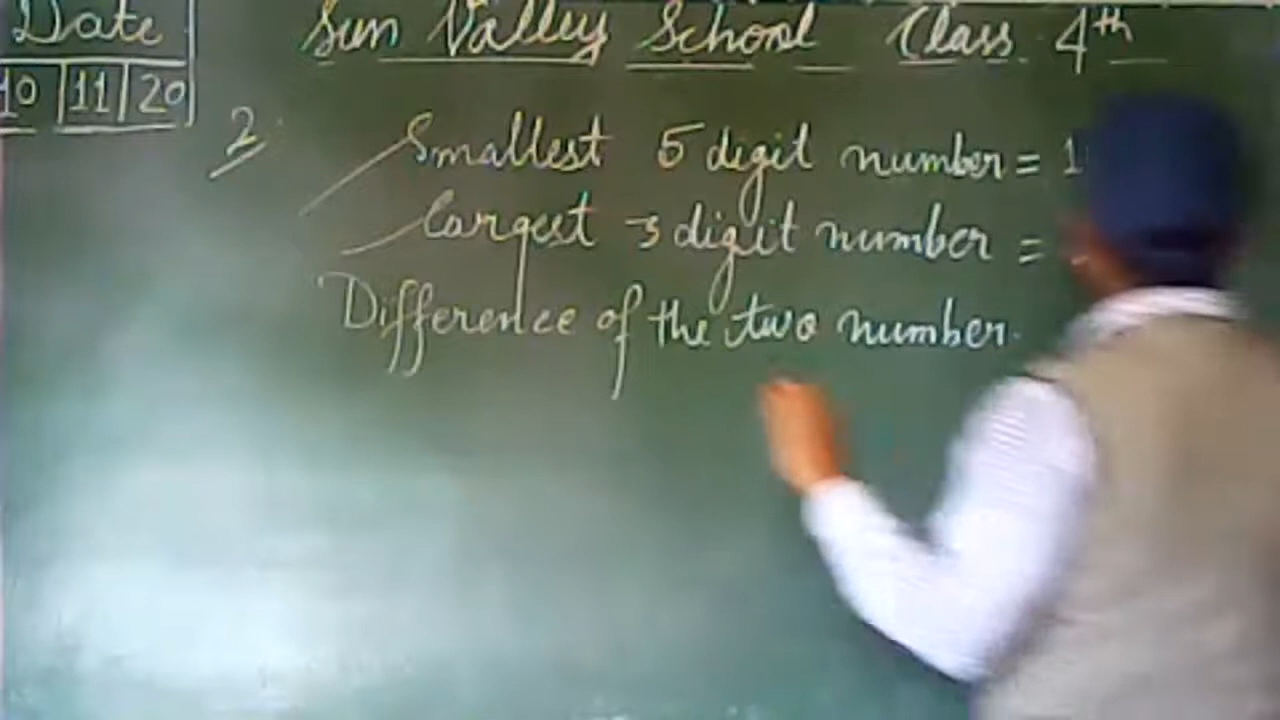 Date
10 11 20
Sun Valley School Class 4th
2. Smallest 5 digit number = 1
largest 3 digit number =
Difference of the two number.